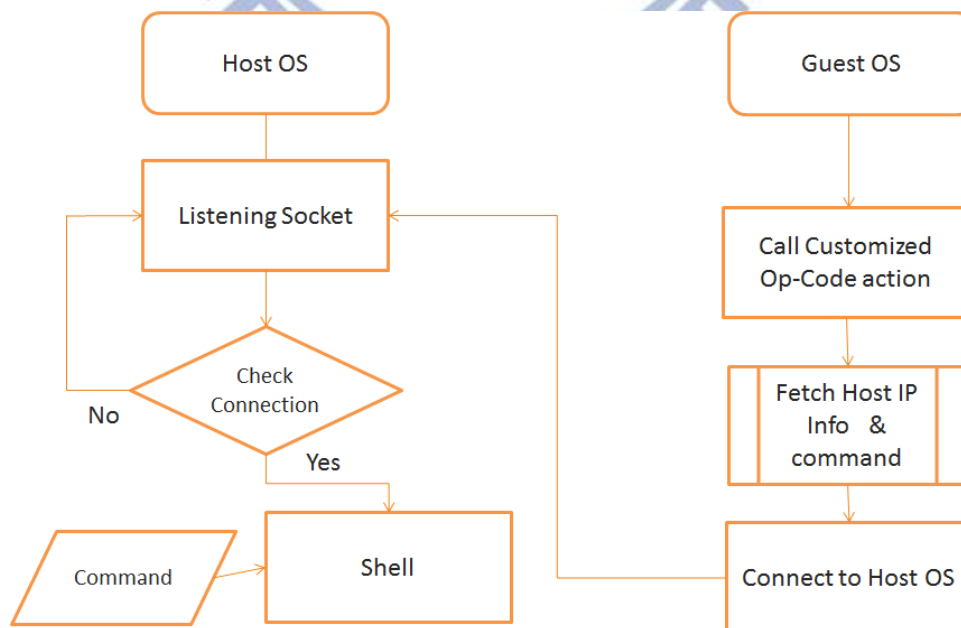 Host OS
Guest OS
Listening Socket
Call Customized
Op-Code action
Check
Connection
No
Yes
Fetch Host IP
Info & 
command
Command
Shell
Connect to Host OS